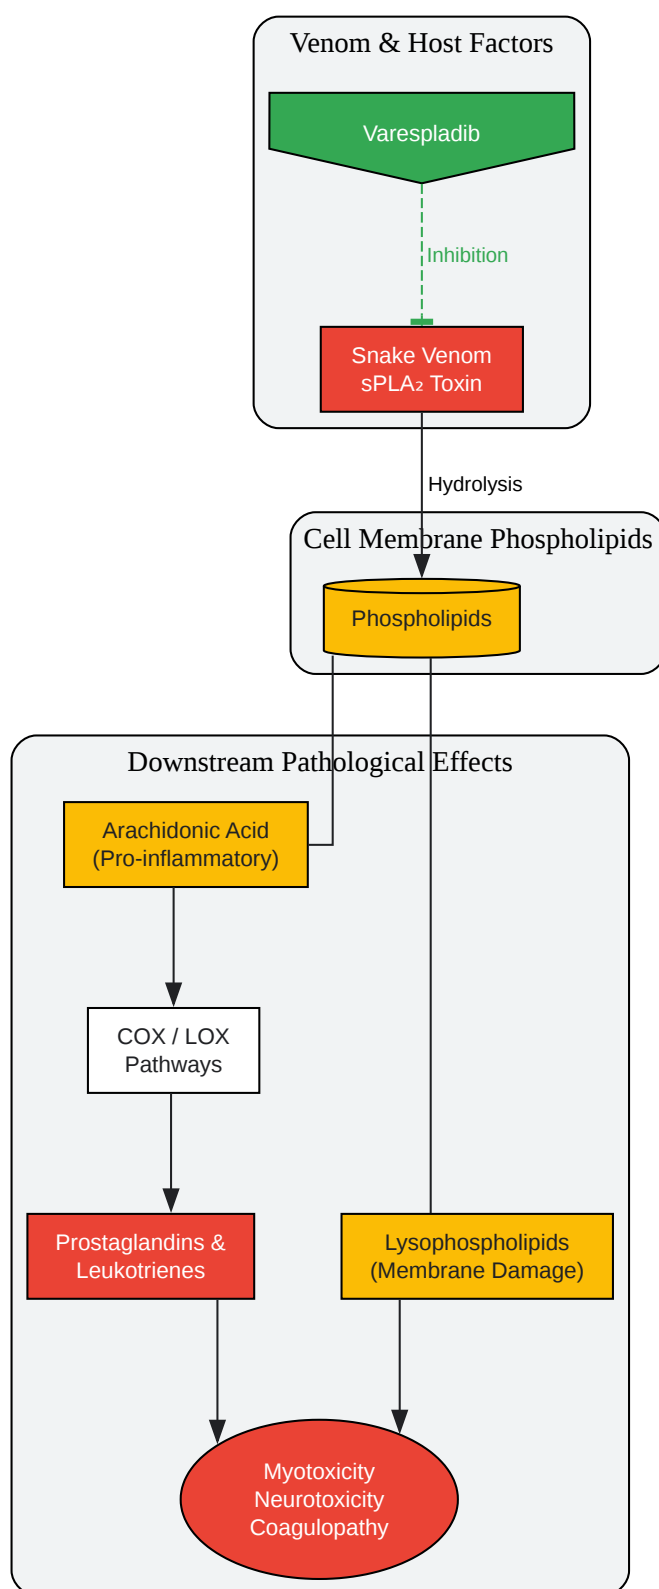 Venom & Host Factors
Varespladib
Inhibition
Snake Venom
sPLA₂ Toxin
Hydrolysis
Cell Membrane Phospholipids
Phospholipids
Downstream Pathological Effects
Arachidonic Acid
(Pro-inflammatory)
COX / LOX
Pathways
Prostaglandins &
Leukotrienes
Lysophospholipids
(Membrane Damage)
Myotoxicity
Neurotoxicity
Coagulopathy